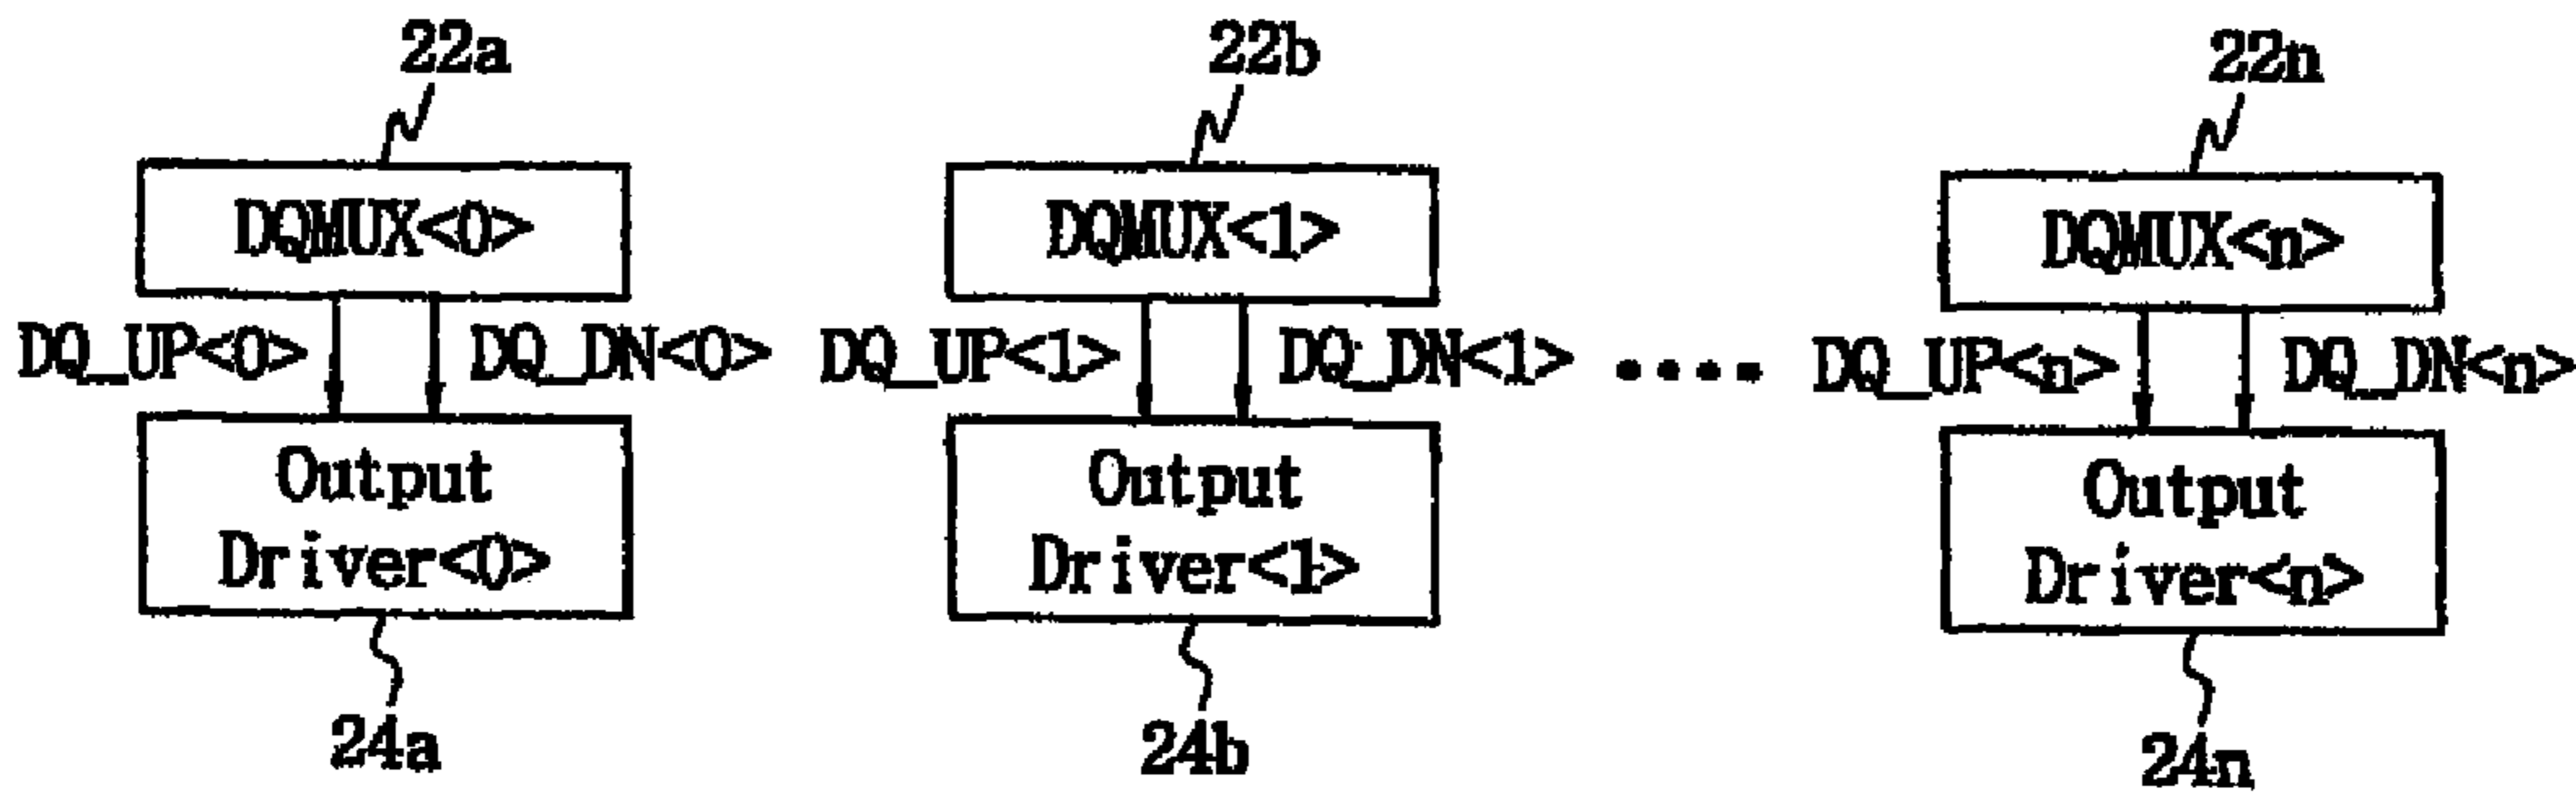 22a
22b
22n
DQMUX<0>
DQMUX<1>
DQMUX<n>
DQ_UP<0>
DQ_DN<0>
DQ_UP<1>
DQ_DN<1>
....
DQ_UP<n>
DQ_DN<n>
Output
Driver<0>
Output
Driver<1>
Output
Driver<n>
24a
24b
24n